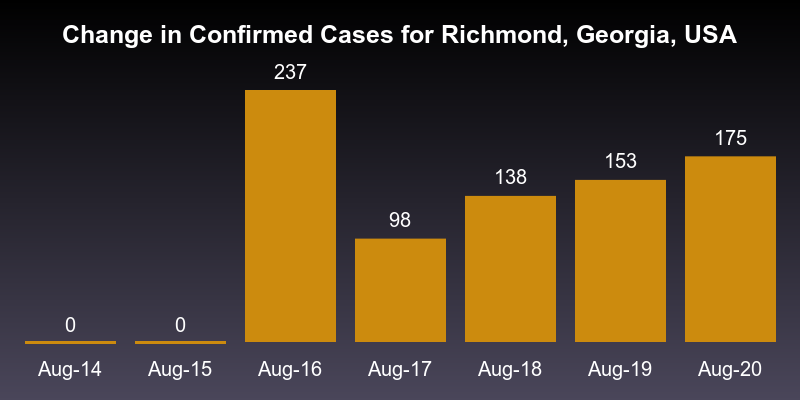 Change in Confirmed Cases for Richmond, Georgia, USA
0
0
237
98
138
153
175
Aug-14
Aug-15
Aug-16
Aug-17
Aug-18
Aug-19
Aug-20